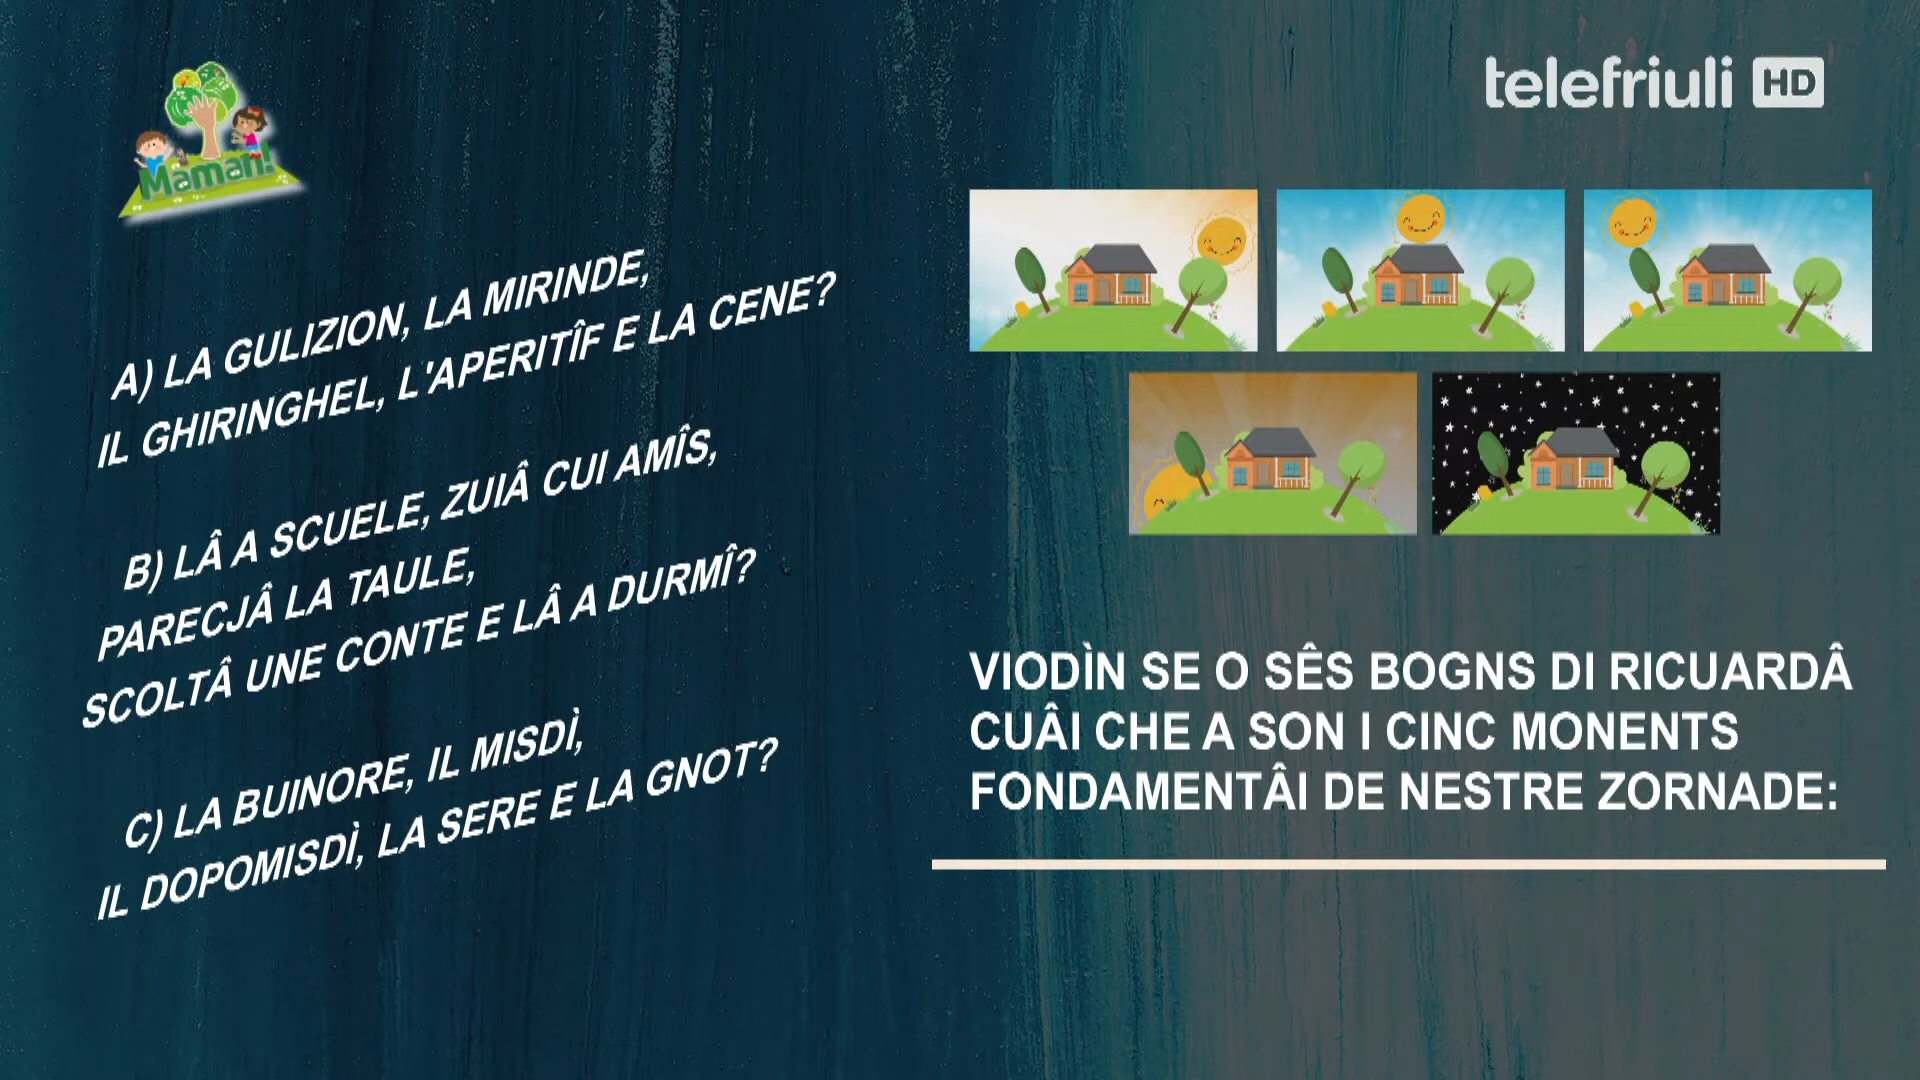 Maman!
telefriuli HD
A) LA GULIZION, LA MIRINDE,
IL GHIRINGHEL, L'APERITÎF E LA CENE?
B) LÂ A SCUELE, ZUIÂ CUI AMÎS,
PARECJÂ LA TAULE,
SCOLTÂ UNE CONTE E LÂ A DURMÎ?
C) LA BUINORE, IL MISDÌ,
IL DOPOMISDÌ, LA SERE E LA GNOT?
VIODÌN SE O SÊS BOGNS DI RICUARDÂ
CUÂI CHE A SON I CINC MONENTS
FONDAMENTÂI DE NESTRE ZORNADE: